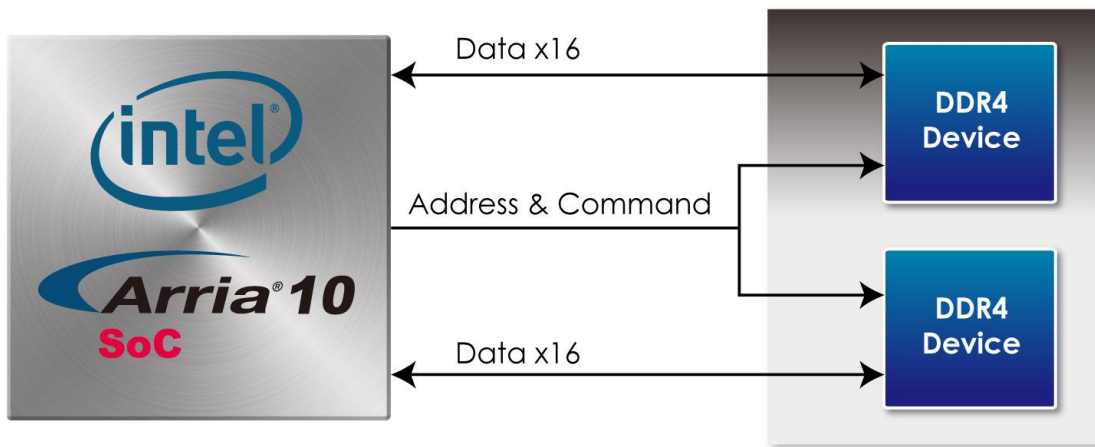 Data x16
DDR4
Device
intel®
Address & Command
Arria®10
SoC
DDR4
Device
Data x16